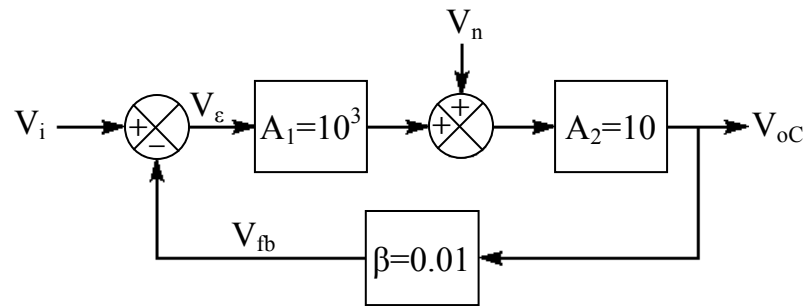 V_n
V_i
+
−
V_ε
A_1=10^3
+
+
A_2=10
V_oC
V_fb
β=0.01